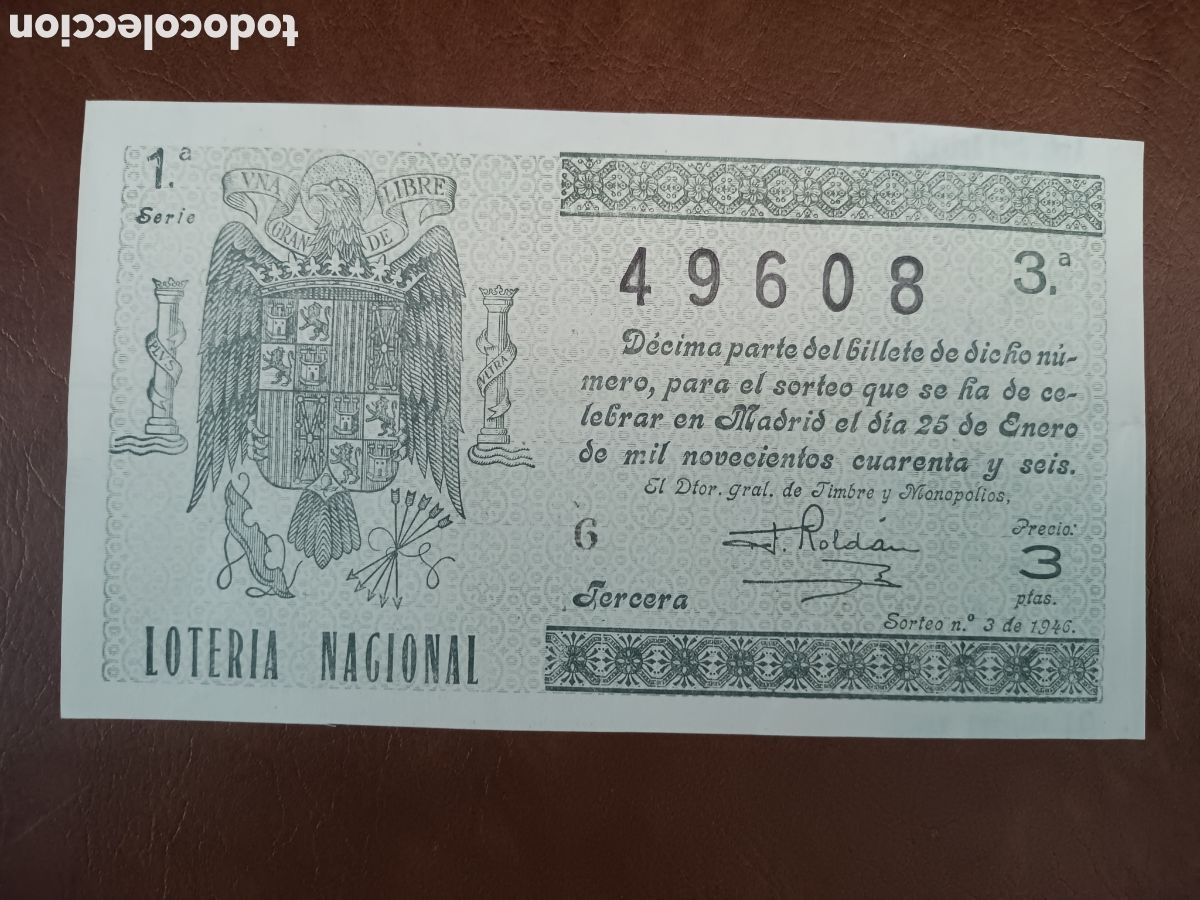 todocoleccion
1.ª
Serie
VNA
GRAN
DE
LIBRE
PLVS
VLTRA
LOTERIA NACIONAL
49608
3.ª
Décima parte del billete de dicho nú-
mero, para el sorteo que se ha de ce-
lebrar en Madrid el día 25 de Enero
de mil novecientos cuarenta y seis.
El Dtor. gral. de Timbre y Monopolios,
6
J. Roldán
Precio:
3
ptas.
Tercera
Sorteo n.º 3 de 1946.